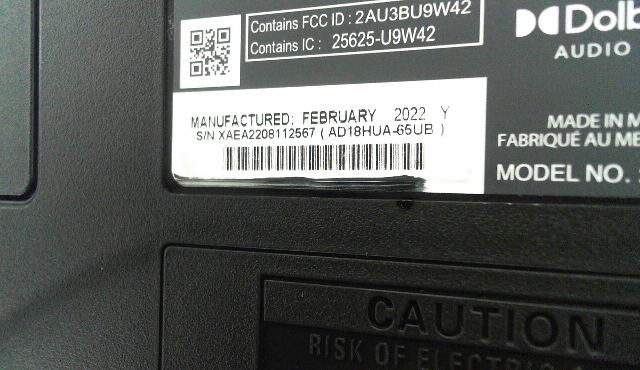 Contains FCC ID : 2AU3BU9W42
Contains IC : 25625-U9W42
AUDIO
MANUFACTURED: FEBRUARY 2022 Y
S/N XAEA2208112567 ( AD18HUA-65UB )
MADE IN
FABRIQUÉ AU
MODEL NO.
CAUTION
RISK OF